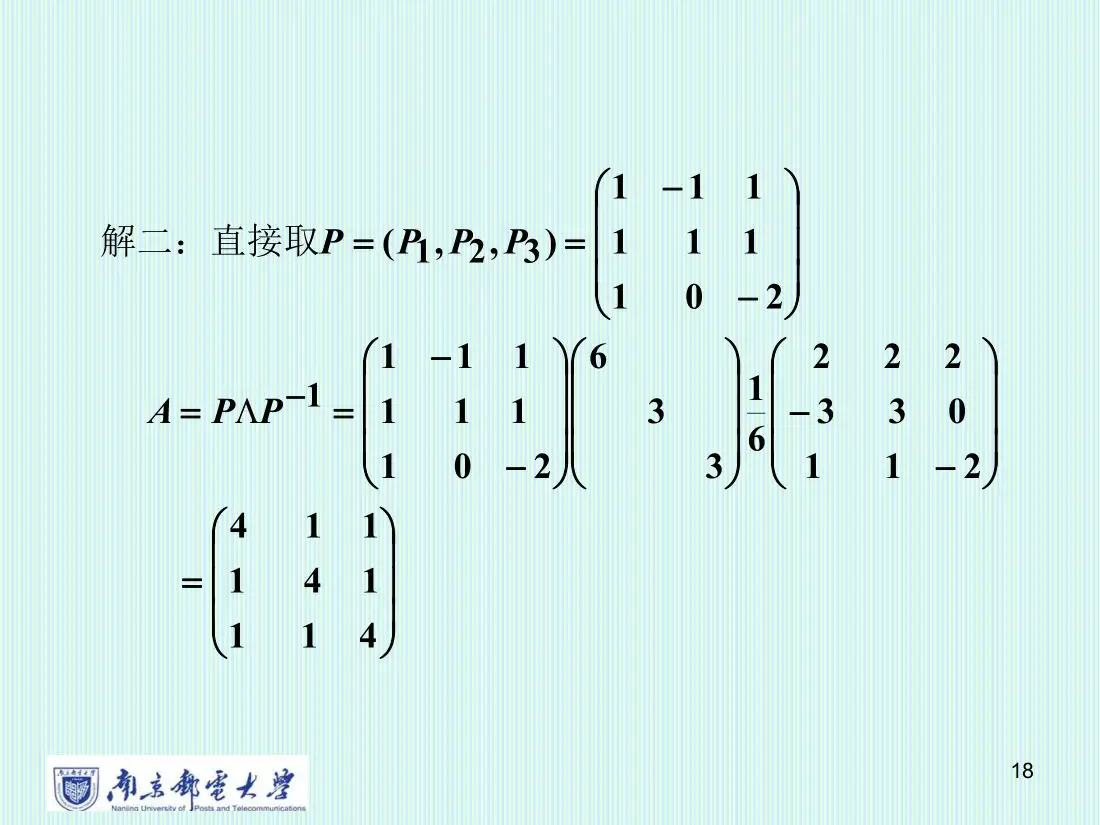 1 −1 1
解二：直接取P = (P1, P2, P3) = 1 1 1
1 0 −2
1 −1 1 6 2 2 2
A = PΛP−1 = 1 1 1 3 1/6 −3 3 0
1 0 −2 3 1 1 −2
4 1 1
= 1 4 1
1 1 4
18
南京邮电大學
Nanjing University of Posts and Telecommunications